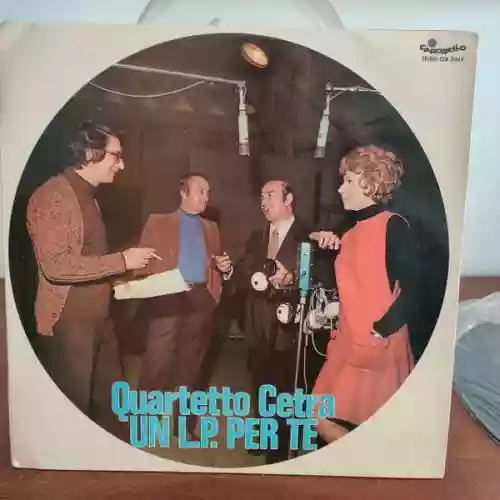 CAROSELLO
Quartetto Cetra
UN L.P. PER TE